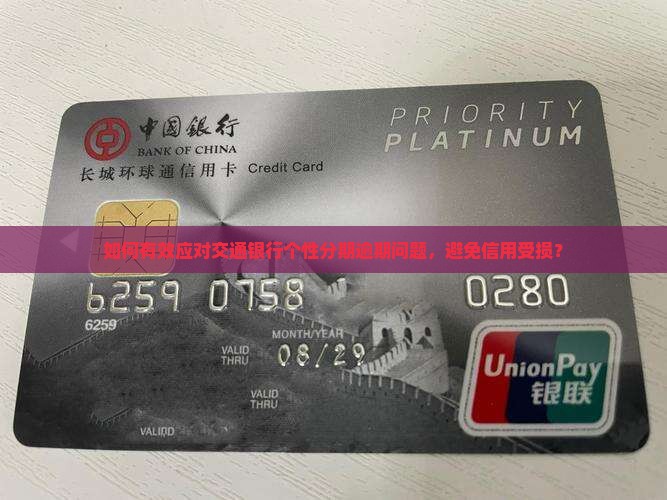 PRIORITY
PLATINUM
中国銀行
BANK OF CHINA
长城环球通信用卡 Credit Card
如何有效应对交通银行个性分期逾期问题，避免信用受损？
6259 0758 0280
6259
MONTH/YEAR
VALID THRU 08/29
VALID THRU
VALID
UnionPay
银联